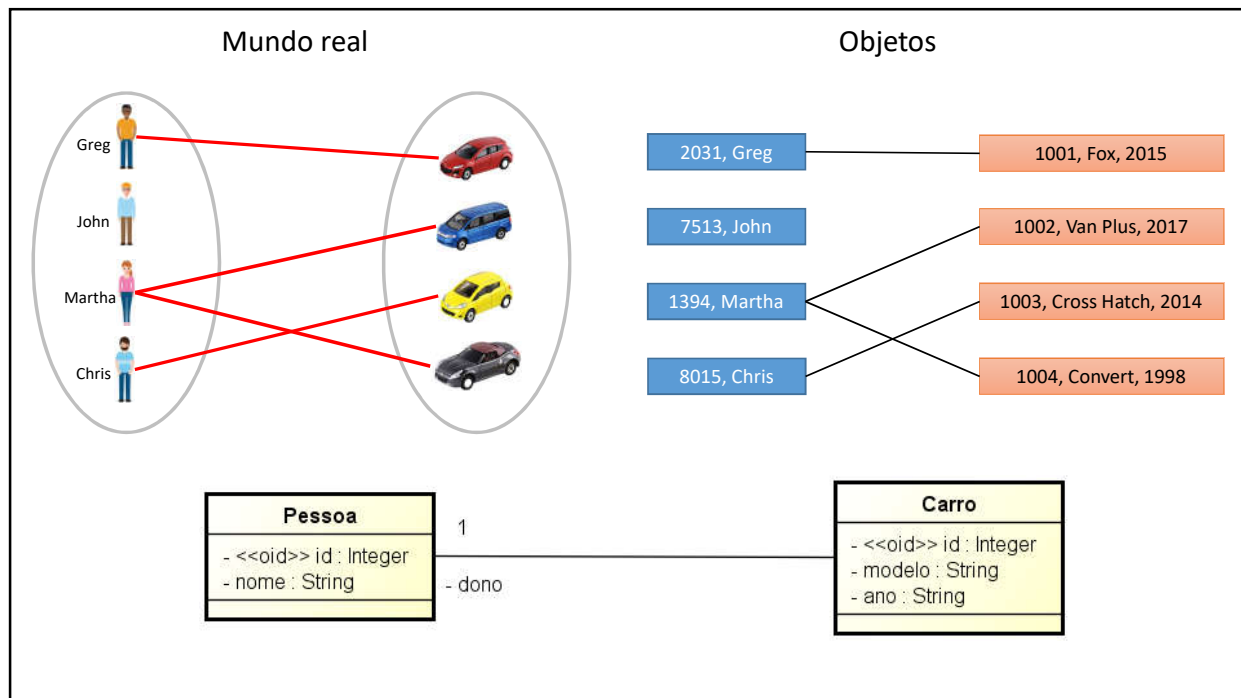 Mundo real
Objetos
Greg
John
Martha
Chris
2031, Greg
1001, Fox, 2015
7513, John
1002, Van Plus, 2017
1394, Martha
1003, Cross Hatch, 2014
8015, Chris
1004, Convert, 1998
Pessoa
- <<oid>> id : Integer
- nome : String
1
- dono
Carro
- <<oid>> id : Integer
- modelo : String
- ano : String